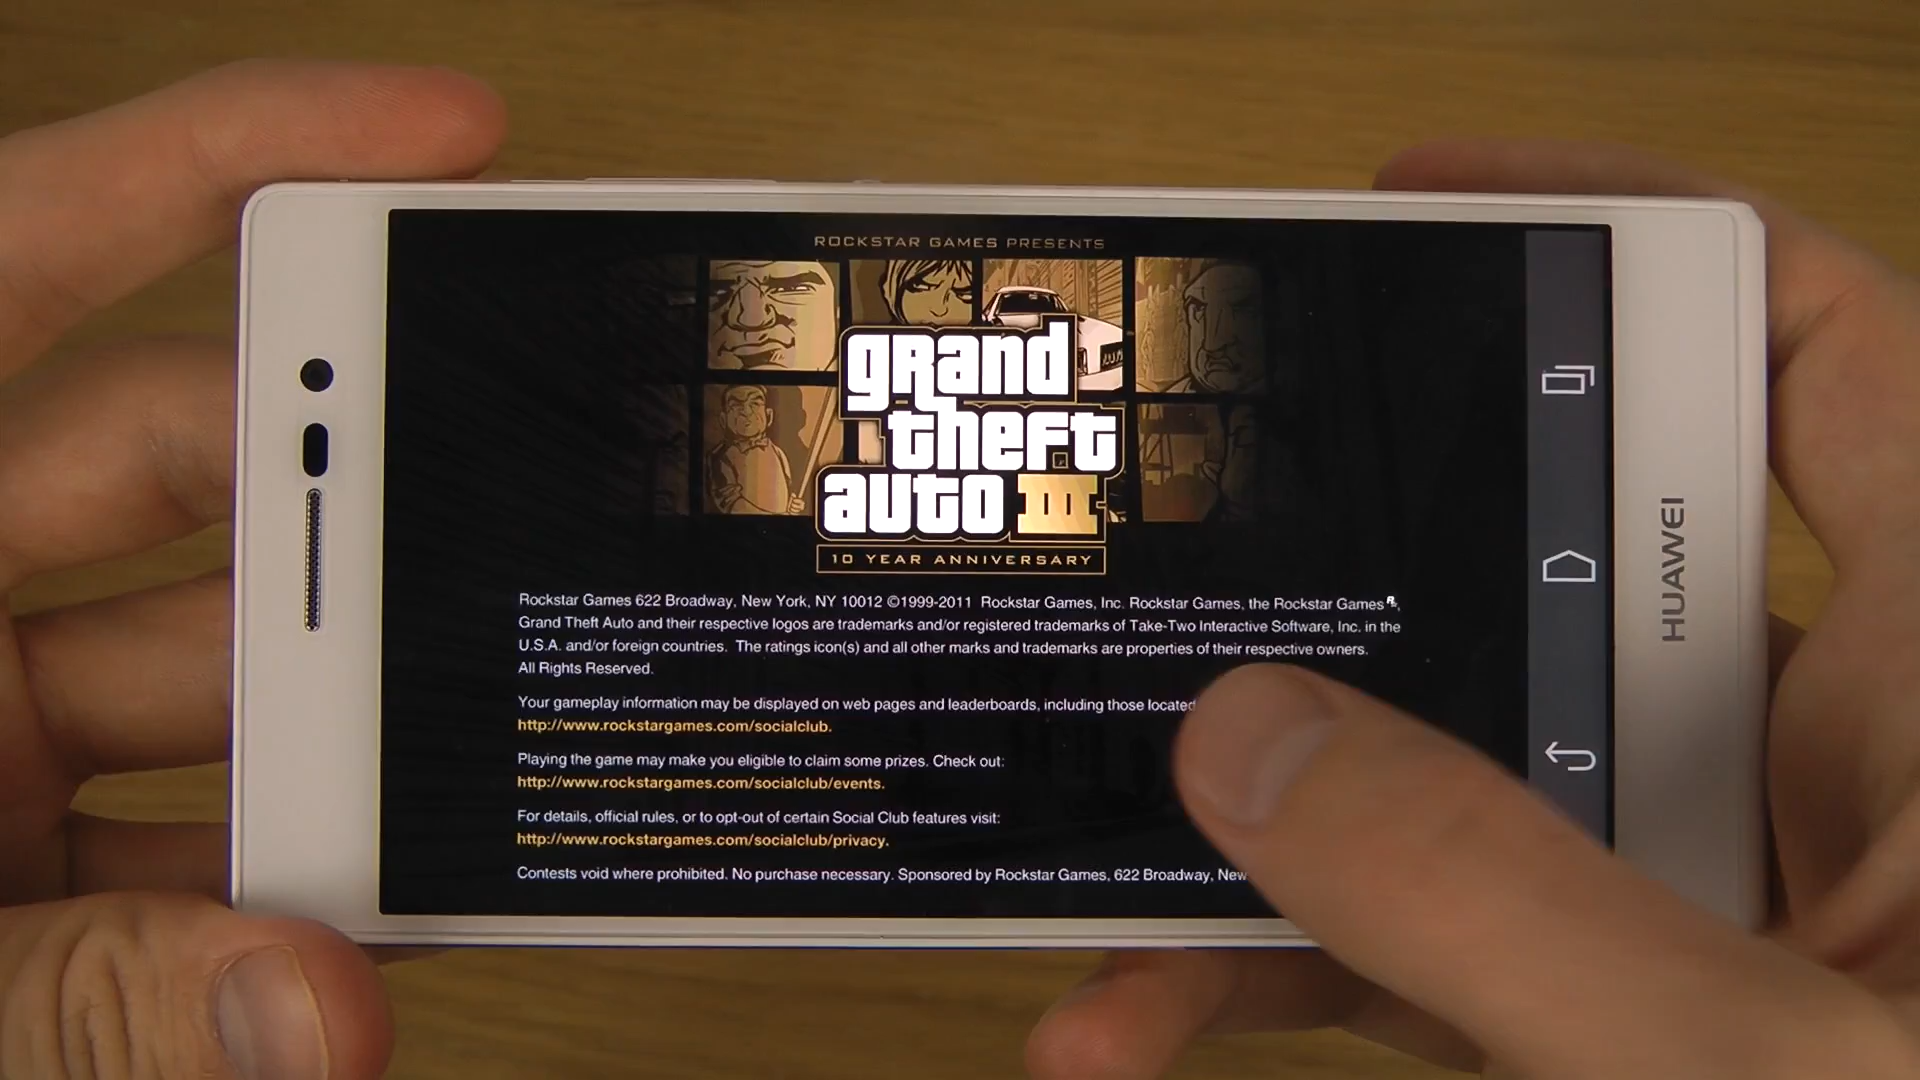 ROCKSTAR GAMES PRESENTS
grand
theft
auto III
10 YEAR ANNIVERSARY
Rockstar Games 622 Broadway, New York, NY 10012 ©1999-2011 Rockstar Games, Inc. Rockstar Games, the Rockstar Games R★,
Grand Theft Auto and their respective logos are trademarks and/or registered trademarks of Take-Two Interactive Software, Inc. in the
U.S.A. and/or foreign countries. The ratings icon(s) and all other marks and trademarks are properties of their respective owners.
All Rights Reserved.
Your gameplay information may be displayed on web pages and leaderboards, including those located
http://www.rockstargames.com/socialclub.
Playing the game may make you eligible to claim some prizes. Check out:
http://www.rockstargames.com/socialclub/events.
For details, official rules, or to opt-out of certain Social Club features visit:
http://www.rockstargames.com/socialclub/privacy.
Contests void where prohibited. No purchase necessary. Sponsored by Rockstar Games, 622 Broadway, New
HUAWEI